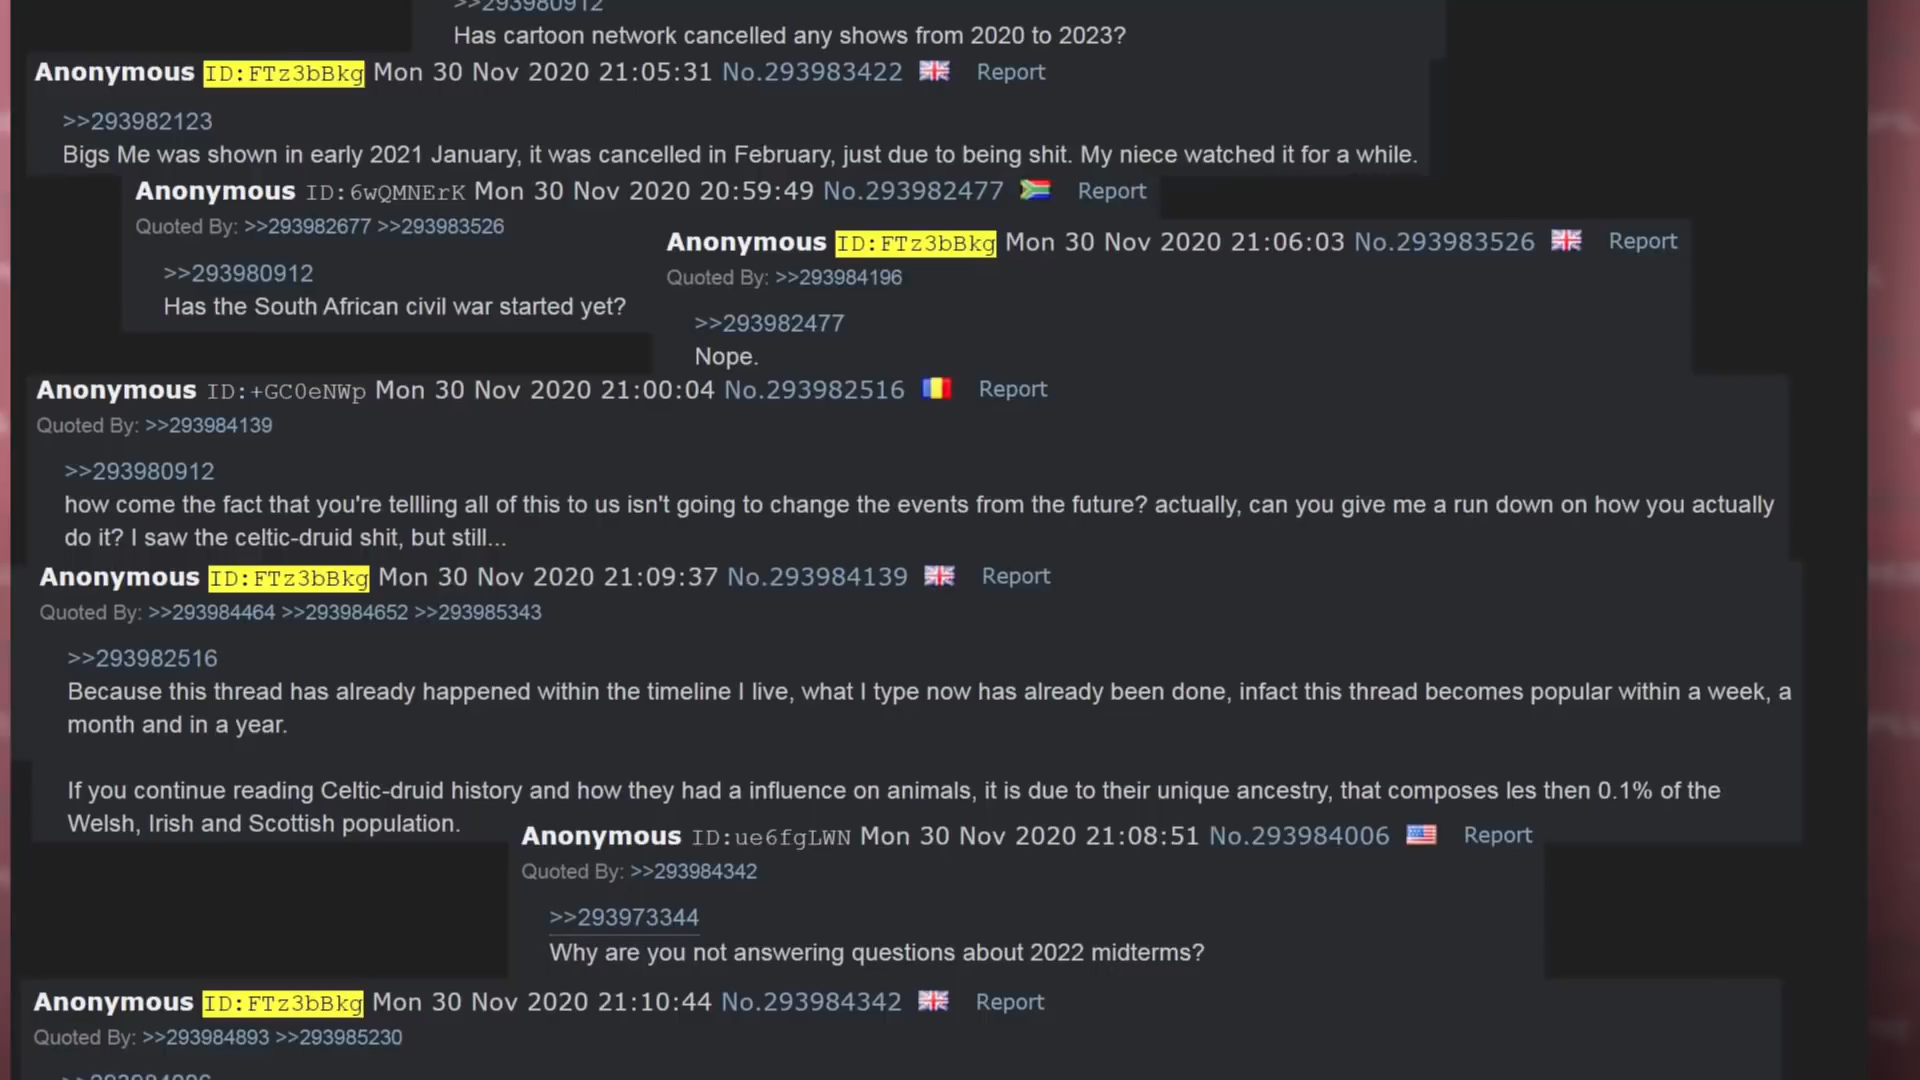 >>293980912
Has cartoon network cancelled any shows from 2020 to 2023?
Anonymous ID:FTz3bBkg Mon 30 Nov 2020 21:05:31 No.293983422 Report
>>293982123
Bigs Me was shown in early 2021 January, it was cancelled in February, just due to being shit. My niece watched it for a while.
Anonymous ID:6wQMNErK Mon 30 Nov 2020 20:59:49 No.293982477 Report
Quoted By: >>293982677 >>293983526
>>293980912
Has the South African civil war started yet?
Anonymous ID:FTz3bBkg Mon 30 Nov 2020 21:06:03 No.293983526 Report
Quoted By: >>293984196
>>293982477
Nope.
Anonymous ID:+GC0eNWp Mon 30 Nov 2020 21:00:04 No.293982516 Report
Quoted By: >>293984139
>>293980912
how come the fact that you're tellling all of this to us isn't going to change the events from the future? actually, can you give me a run down on how you actually
do it? I saw the celtic-druid shit, but still...
Anonymous ID:FTz3bBkg Mon 30 Nov 2020 21:09:37 No.293984139 Report
Quoted By: >>293984464 >>293984652 >>293985343
>>293982516
Because this thread has already happened within the timeline I live, what I type now has already been done, infact this thread becomes popular within a week, a
month and in a year.
If you continue reading Celtic-druid history and how they had a influence on animals, it is due to their unique ancestry, that composes les then 0.1% of the
Welsh, Irish and Scottish population.
Anonymous ID:ue6fgLWN Mon 30 Nov 2020 21:08:51 No.293984006 Report
Quoted By: >>293984342
>>293973344
Why are you not answering questions about 2022 midterms?
Anonymous ID:FTz3bBkg Mon 30 Nov 2020 21:10:44 No.293984342 Report
Quoted By: >>293984893 >>293985230